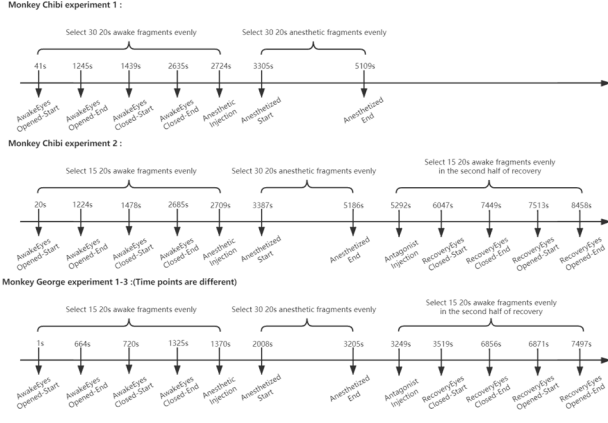 Monkey Chibi experiment 1 :
Select 30 20s awake fragments evenly
Select 30 20s anesthetic fragments evenly
41s
1245s
1439s
2635s
2724s
3305s
5109s
AwakeEyes
Opened-Start
AwakeEyes
Opened-End
AwakeEyes
Closed-Start
AwakeEyes
Closed-End
Anesthetic
Injection
Anesthetized
Start
Anesthetized
End
Monkey Chibi experiment 2 :
Select 15 20s awake fragments evenly
Select 30 20s anesthetic fragments evenly
Select 15 20s awake fragments evenly
in the second half of recovery
20s
1224s
1478s
2685s
2709s
3387s
5186s
5292s
6047s
7449s
7513s
8458s
AwakeEyes
Opened-Start
AwakeEyes
Opened-End
AwakeEyes
Closed-Start
AwakeEyes
Closed-End
Anesthetic
Injection
Anesthetized
Start
Anesthetized
End
Antagonist
Injection
RecoveryEyes
Closed-Start
RecoveryEyes
Closed-End
RecoveryEyes
Opened-Start
RecoveryEyes
Opened-End
Monkey George experiment 1-3 :(Time points are different)
Select 15 20s awake fragments evenly
Select 30 20s anesthetic fragments evenly
Select 15 20s awake fragments evenly
in the second half of recovery
1s
664s
720s
1325s
1370s
2008s
3205s
3249s
3519s
6856s
6871s
7497s
AwakeEyes
Opened-Start
AwakeEyes
Opened-End
AwakeEyes
Closed-Start
AwakeEyes
Closed-End
Anesthetic
Injection
Anesthetized
Start
Anesthetized
End
Antagonist
Injection
RecoveryEyes
Closed-Start
RecoveryEyes
Closed-End
RecoveryEyes
Opened-Start
RecoveryEyes
Opened-End